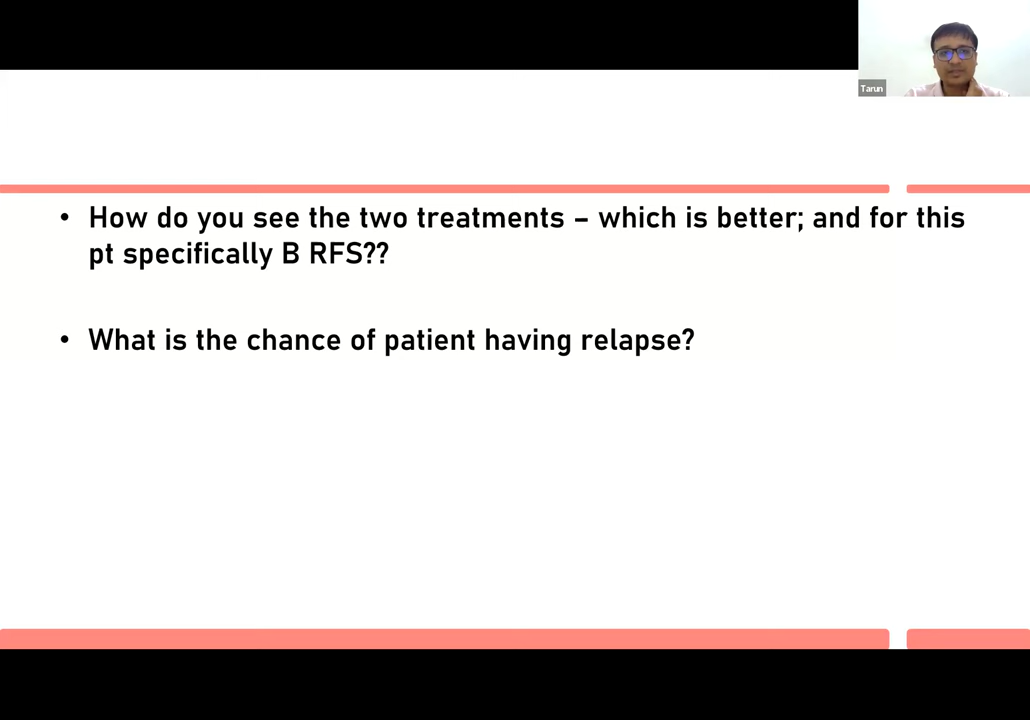 Tarun
• How do you see the two treatments – which is better; and for this
pt specifically B RFS??
• What is the chance of patient having relapse?